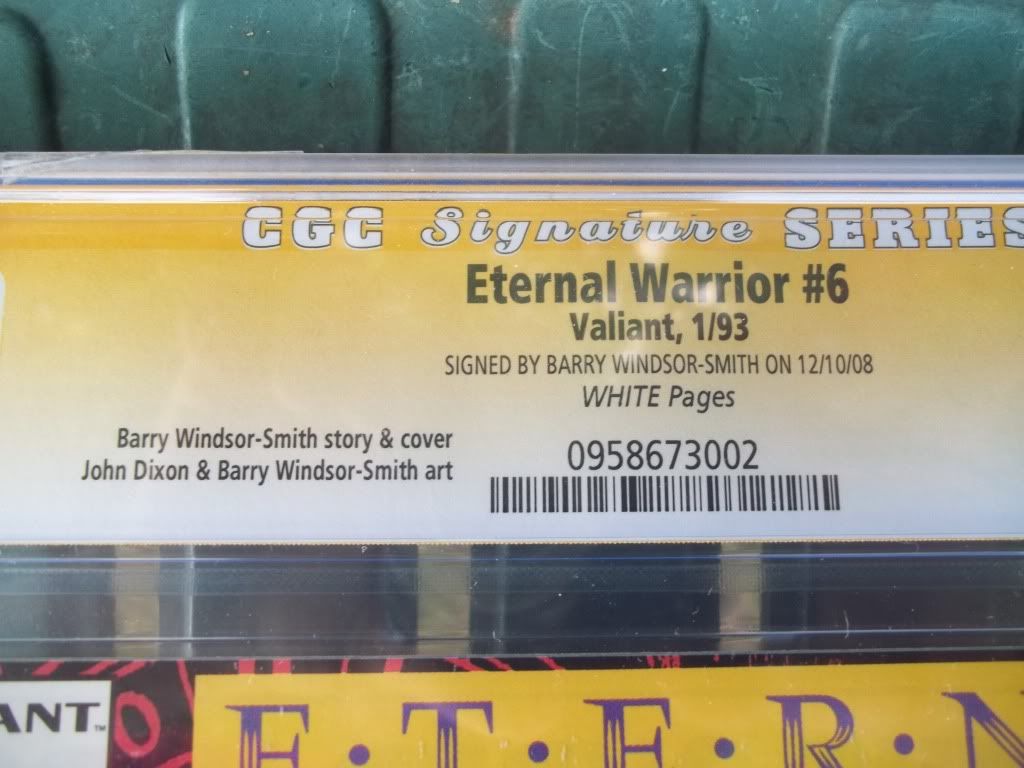 CGC Signature SERIES
Eternal Warrior #6
Valiant, 1/93
SIGNED BY BARRY WINDSOR-SMITH ON 12/10/08
WHITE Pages
Barry Windsor-Smith story & cover
John Dixon & Barry Windsor-Smith art
0958673002
ANT™
E·T·E·R·N